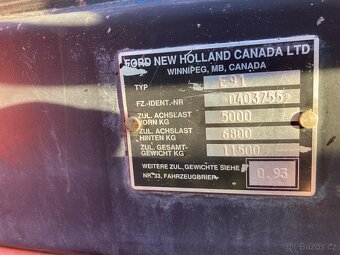 FORD NEW HOLLAND CANADA LTD
WINNIPEG, MB, CANADA
TYP E91
FZ.-IDENT.-NR 0403755
ZUL. ACHSLAST
VORN KG 5000
ZUL. ACHSLAST
HINTEN KG 6800
ZUL. GESAMT-
GEWICHT KG 11500
WEITERE ZUL. GEWICHTE SIEHE
NR. 33, FAHRZEUGBRIEF
0.93
Bazos.cz